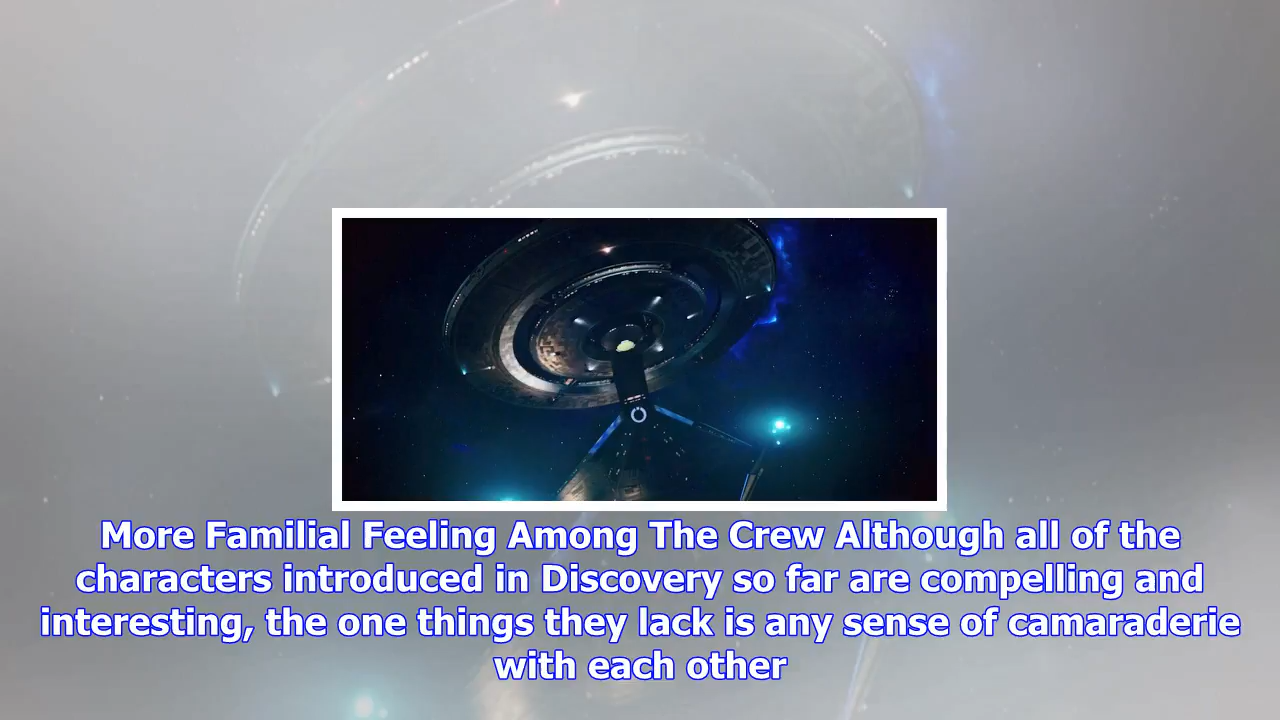 More Familial Feeling Among The Crew Although all of the
characters introduced in Discovery so far are compelling and
interesting, the one things they lack is any sense of camaraderie
with each other